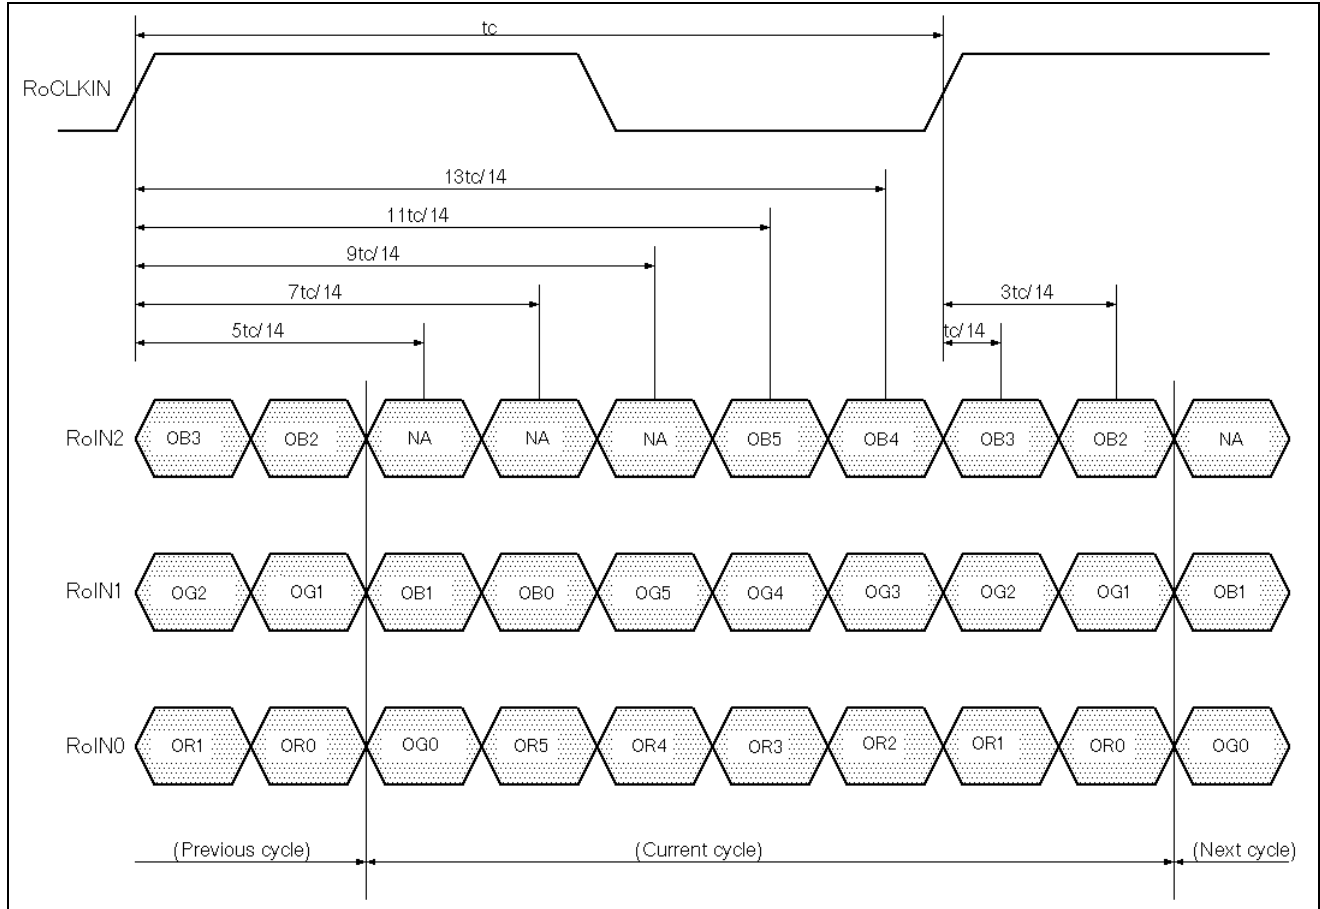 tc
RoCLKIN
13tc/14
11tc/14
9tc/14
7tc/14
3tc/14
5tc/14
tc/14
RoIN2 OB3 OB2 NA NA NA OB5 OB4 OB3 OB2 NA
RoIN1 OG2 OG1 OB1 OB0 OG5 OG4 OG3 OG2 OG1 OB1
RoIN0 OR1 OR0 OG0 OR5 OR4 OR3 OR2 OR1 OR0 OG0
(Previous cycle) (Current cycle) (Next cycle)